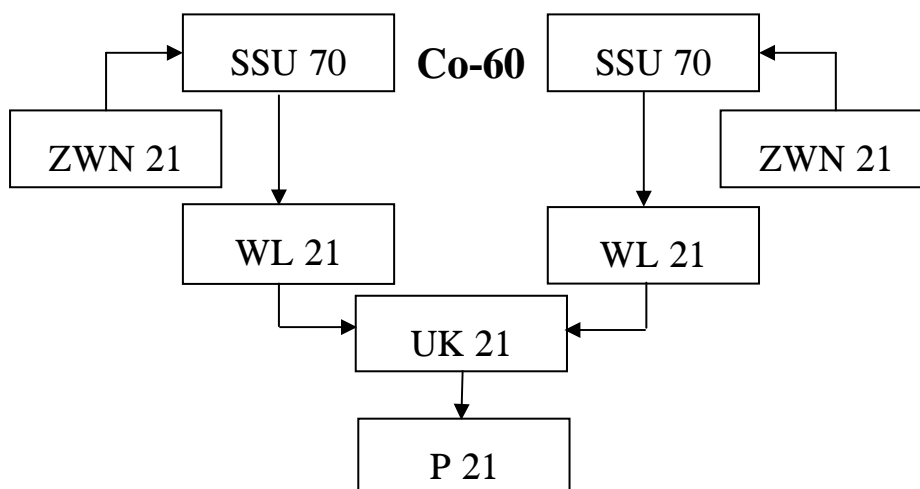 SSU 70 Co-60 SSU 70
ZWN 21 ZWN 21
WL 21 WL 21
UK 21
P 21